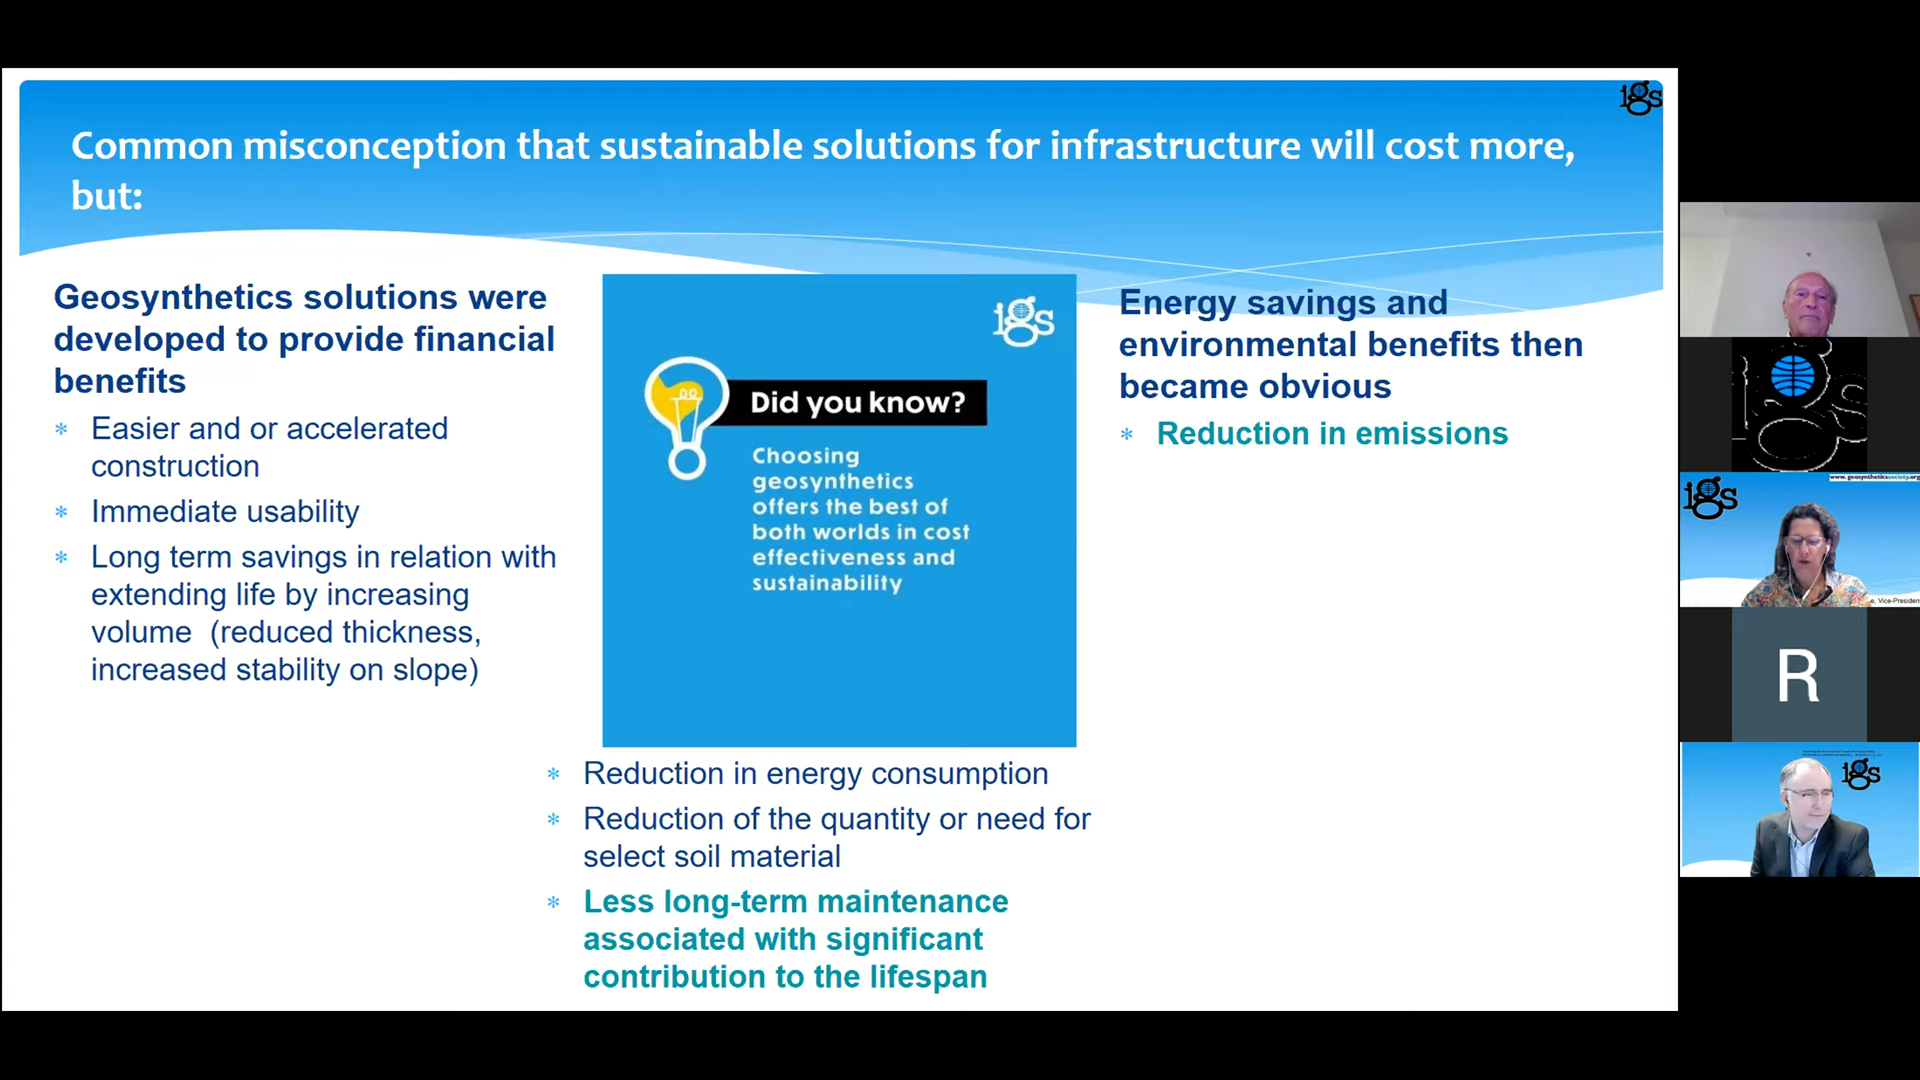 igs
Common misconception that sustainable solutions for infrastructure will cost more,
but:
Geosynthetics solutions were
developed to provide financial
benefits
* Easier and or accelerated
construction
* Immediate usability
* Long term savings in relation with
extending life by increasing
volume (reduced thickness,
increased stability on slope)
igs
Did you know?
Choosing
geosynthetics
offers the best of
both worlds in cost
effectiveness and
sustainability
* Reduction in energy consumption
* Reduction of the quantity or need for
select soil material
* Less long-term maintenance
associated with significant
contribution to the lifespan
Energy savings and
environmental benefits then
became obvious
* Reduction in emissions
igs
www.geosyntheticssociety.org
igs
e, Vice-President
R
igs